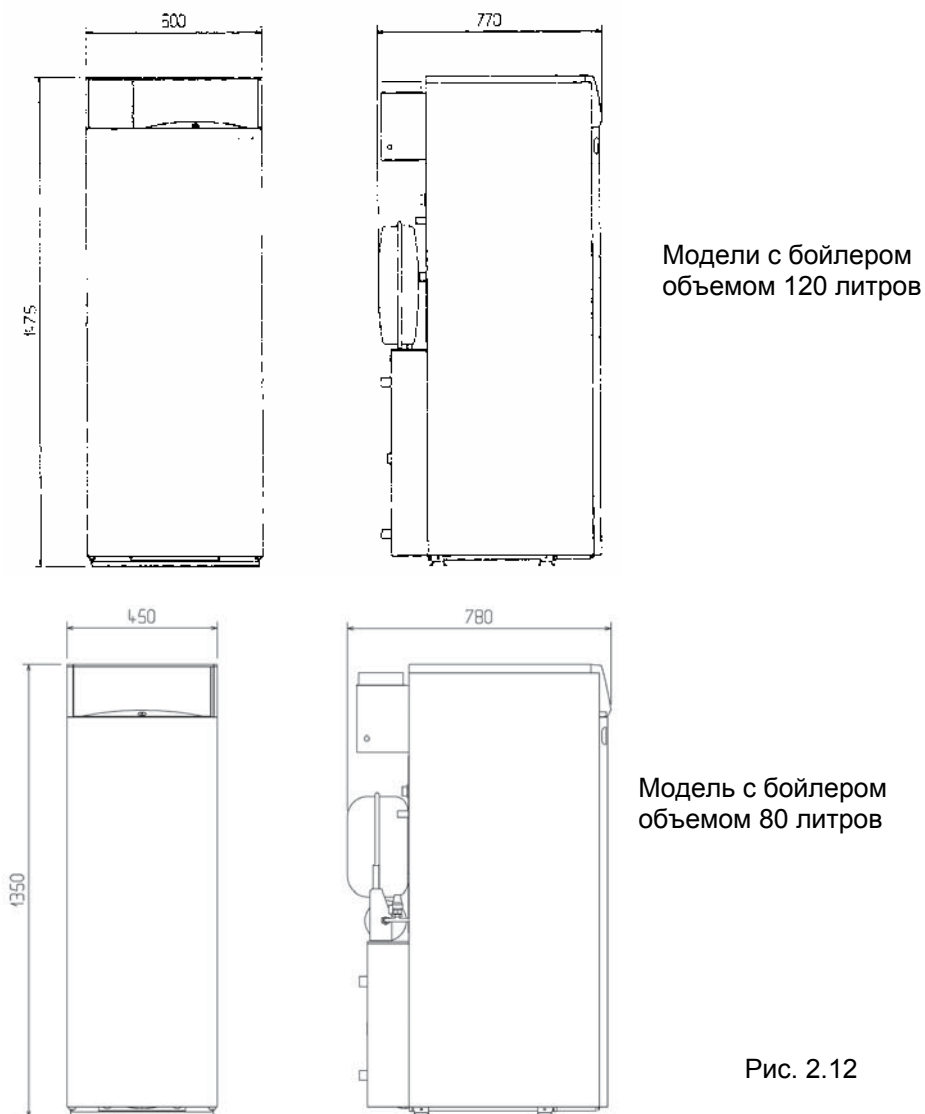 600
770
1475
Модели с бойлером
объемом 120 литров
450
780
1350
Модель с бойлером
объемом 80 литров
Рис. 2.12